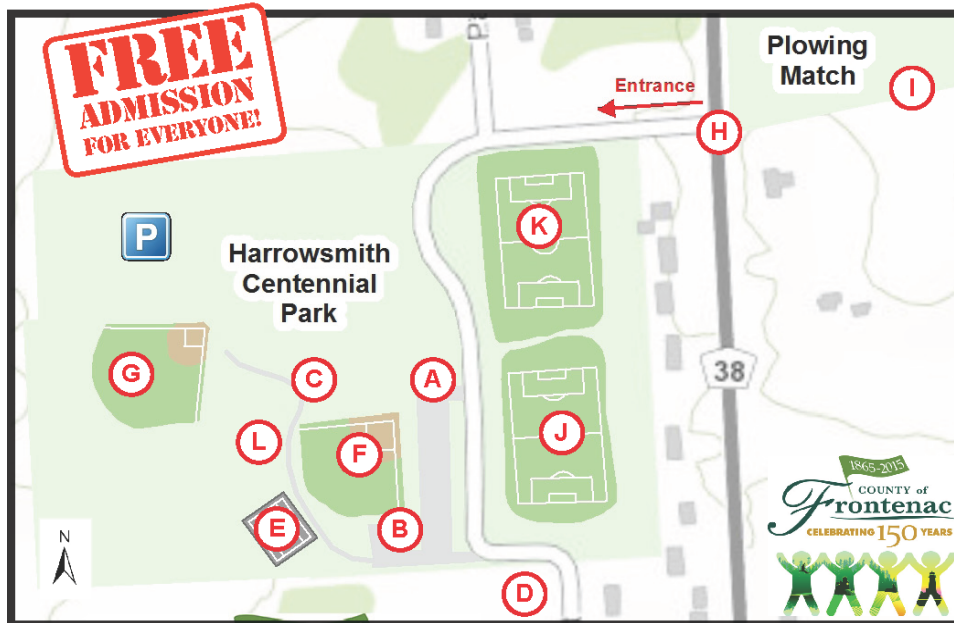 FREE
ADMISSION
FOR EVERYONE!
Plowing
Match
I
Entrance
H
K
P
Harrowsmith
Centennial
Park
G
C
A
38
L
F
J
E
B
D
N
1865-2015
COUNTY of
Frontenac
CELEBRATING 150 YEARS